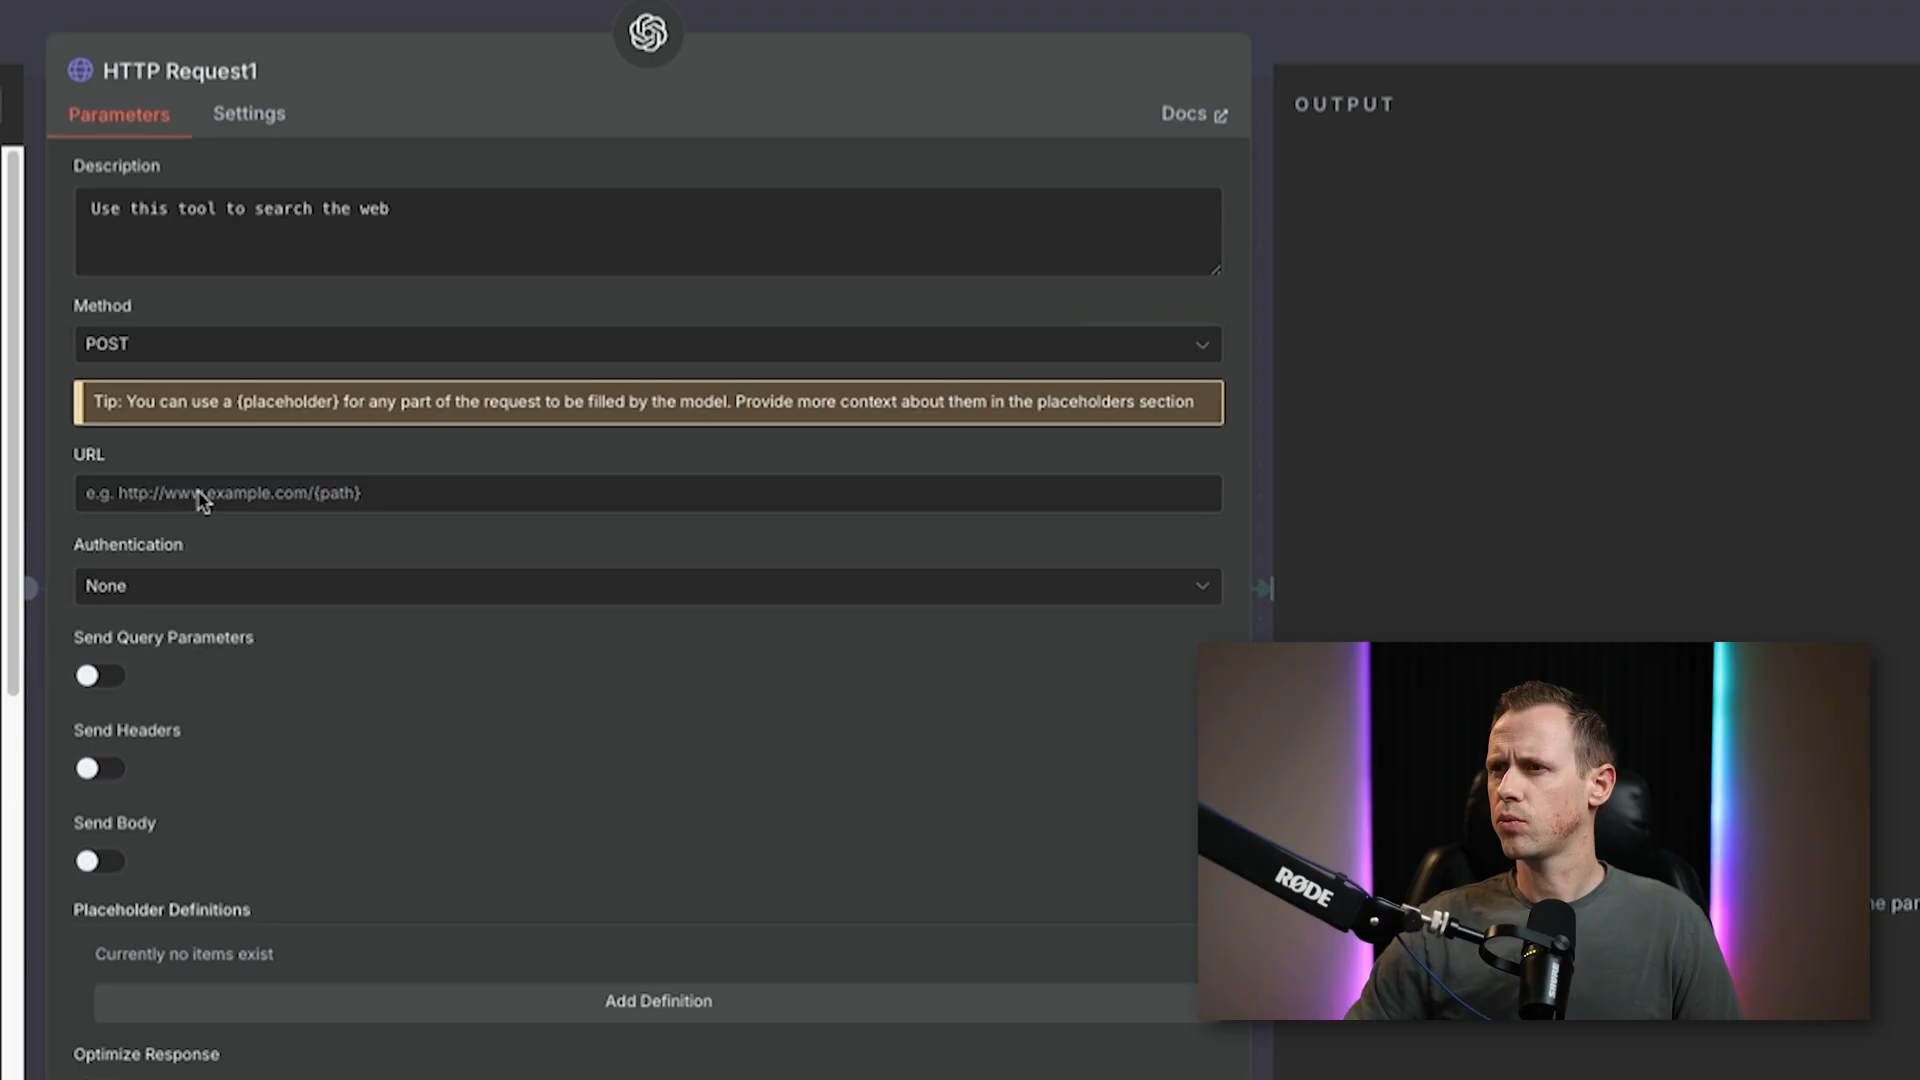 HTTP Request1
Parameters
Settings
Docs
OUTPUT
Description
Use this tool to search the web
Method
POST
Tip: You can use a {placeholder} for any part of the request to be filled by the model. Provide more context about them in the placeholders section
URL
e.g. http://www.example.com/{path}
Authentication
None
Send Query Parameters
Send Headers
Send Body
Placeholder Definitions
Currently no items exist
Add Definition
Optimize Response
RØDE
SHURE